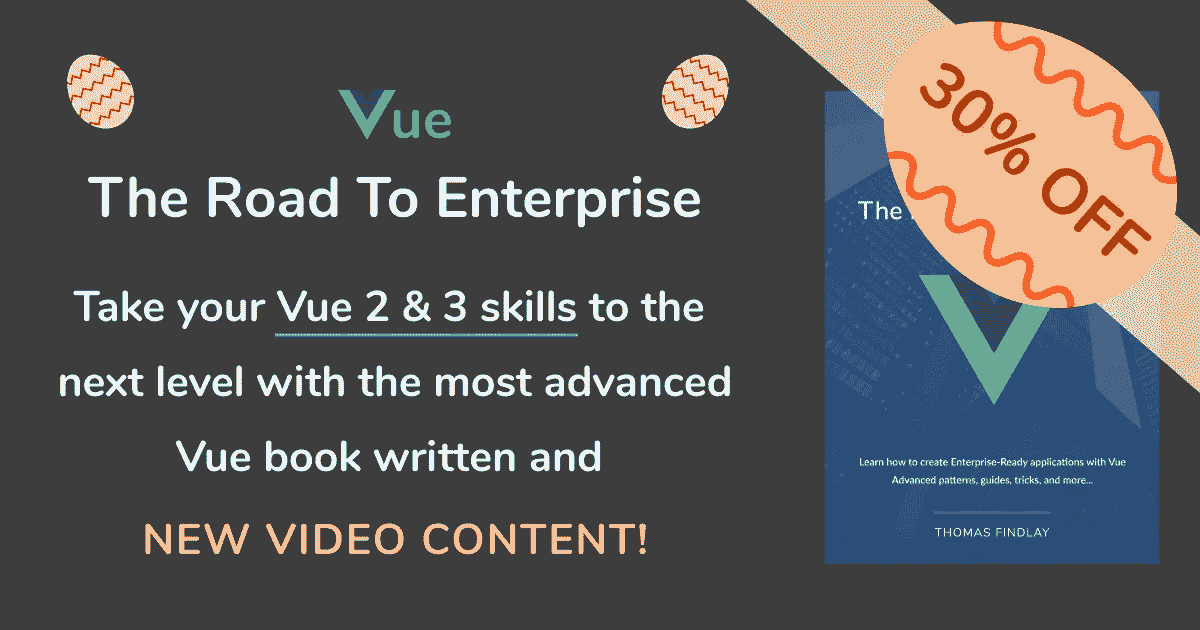 Vue
The Road To Enterprise
Take your Vue 2 & 3 skills to the
next level with the most advanced
Vue book written and
NEW VIDEO CONTENT!
30% OFF
The
Learn how to create Enterprise-Ready applications with Vue
Advanced patterns, guides, tricks, and more...
THOMAS FINDLAY